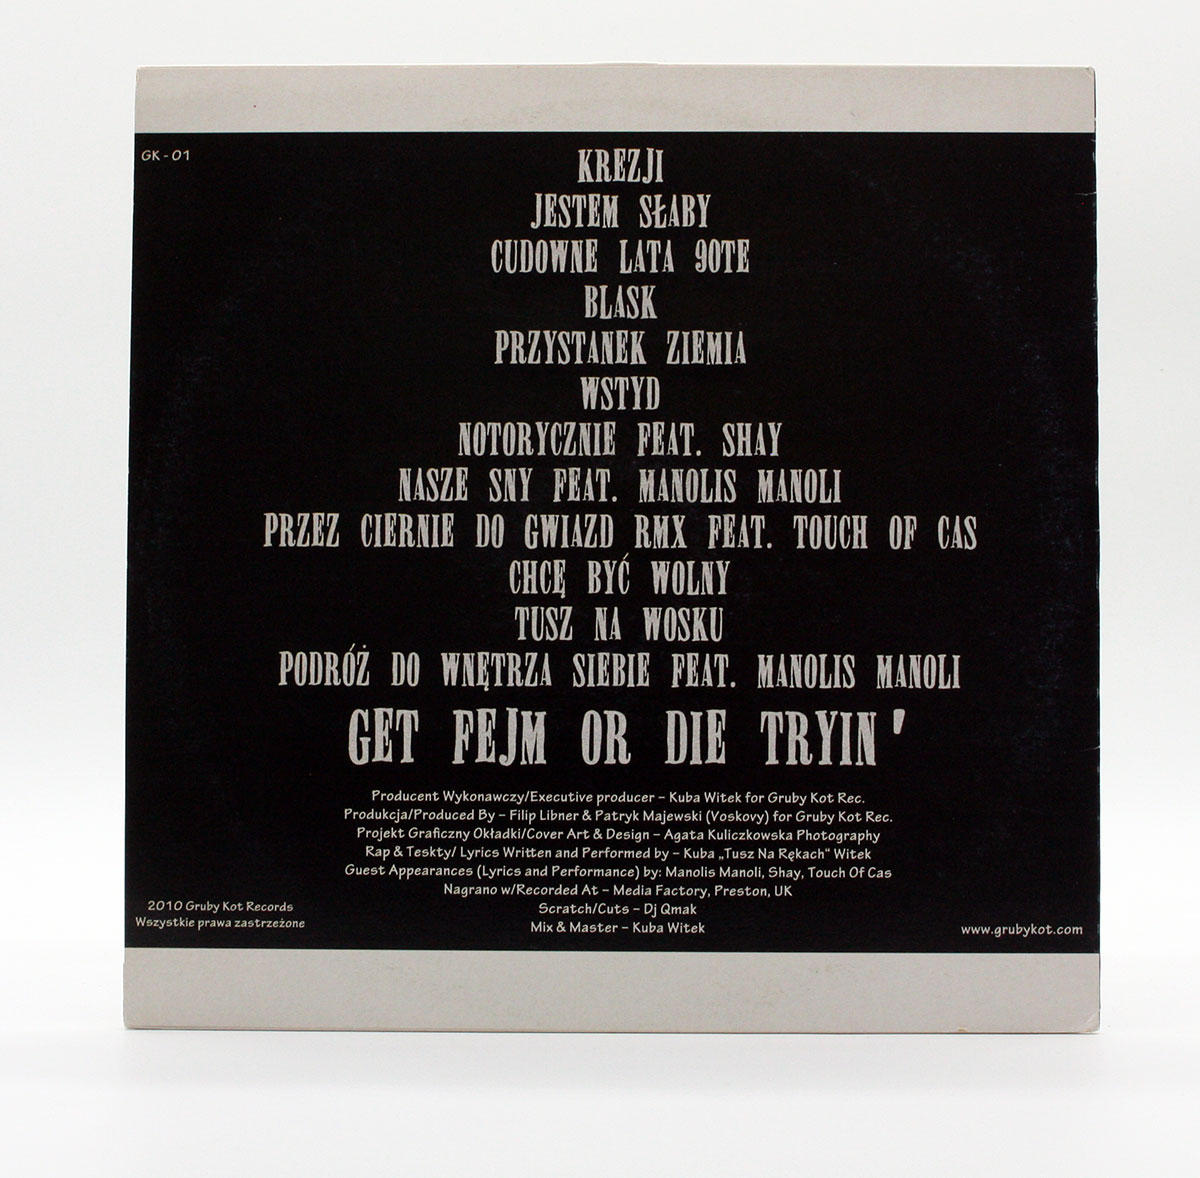 GK - 01
KREZJI
JESTEM SŁABY
CUDOWNE LATA 90TE
BLASK
PRZYSTANEK ZIEMIA
WSTYD
NOTORYCZNIE FEAT. SHAY
NASZE SNY FEAT. MANOLIS MANOLI
PRZEZ CIERNIE DO GWIAZD RMX FEAT. TOUCH OF CAS
CHCĘ BYĆ WOLNY
TUSZ NA WOSKU
PODRÓŻ DO WNĘTRZA SIEBIE FEAT. MANOLIS MANOLI
GET FEJM OR DIE TRYIN'
Producent Wykonawczy/Executive producer – Kuba Witek for Gruby Kot Rec.
Produkcja/Produced By – Filip Libner & Patryk Majewski (Voskovy) for Gruby Kot Rec.
Projekt Graficzny Okładki/Cover Art & Design – Agata Kuliczkowska Photography
Rap & Teskty/ Lyrics Written and Performed by – Kuba „Tusz Na Rękach" Witek
Guest Appearances (Lyrics and Performance) by: Manolis Manoli, Shay, Touch Of Cas
Nagrano w/Recorded At – Media Factory, Preston, UK
Scratch/Cuts – Dj Qmak
Mix & Master – Kuba Witek
2010 Gruby Kot Records
Wszystkie prawa zastrzeżone
www.grubykot.com